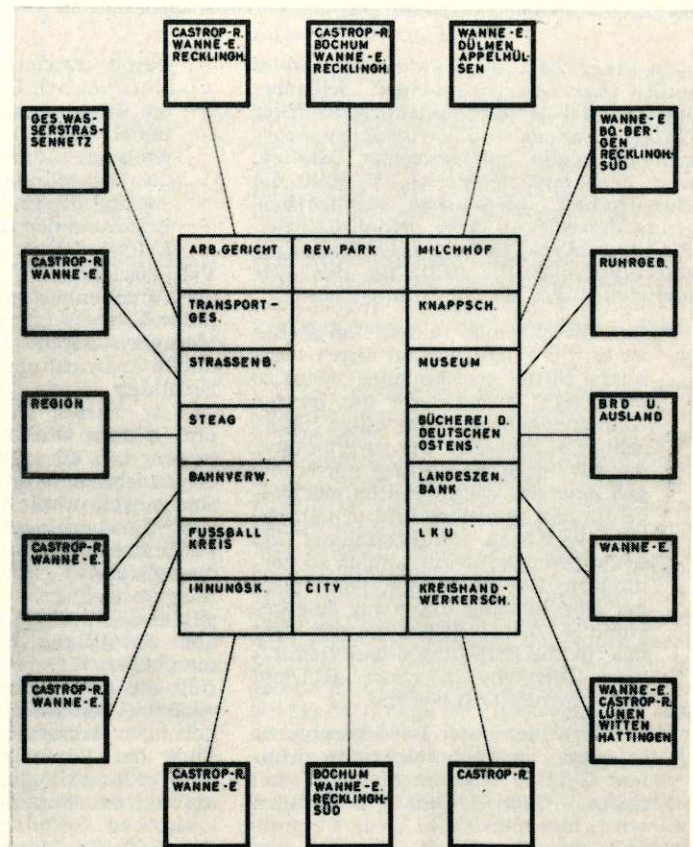 CASTROP-R.
WANNE-E.
RECKLINGH.
CASTROP-R.
BOCHUM
WANNE-E.
RECKLINGH.
WANNE-E.
DÜLMEN
APPELHÜL-
SEN
GES.WAS-
SERSTRAS-
SENNETZ
WANNE-E
BO-BER-
GEN
RECKLINGH-
SÜD
CASTROP-R.
WANNE-E.
RUHRGEB.
REGION
BRD U.
AUSLAND
CASTROP-R.
WANNE-E.
WANNE-E.
CASTROP-R.
WANNE-E.
WANNE-E.
CASTROP-R.
LÜNEN
WITTEN
HATTINGEN
CASTROP-R.
WANNE-E
BOCHUM
WANNE-E.
RECKLINGH-
SÜD
CASTROP-R.
ARB.GERICHT
REV.PARK
MILCHHOF
TRANSPORT-
GES.
KNAPPSCH.
STRASSENB.
MUSEUM
STEAG
BÜCHEREI D.
DEUTSCHEN
OSTENS
BAHNVERW.
LANDESZEN.
BANK
FUSSBALL
KREIS
LKU
INNUNGSK.
CITY
KREISHAND-
WERKERSCH.